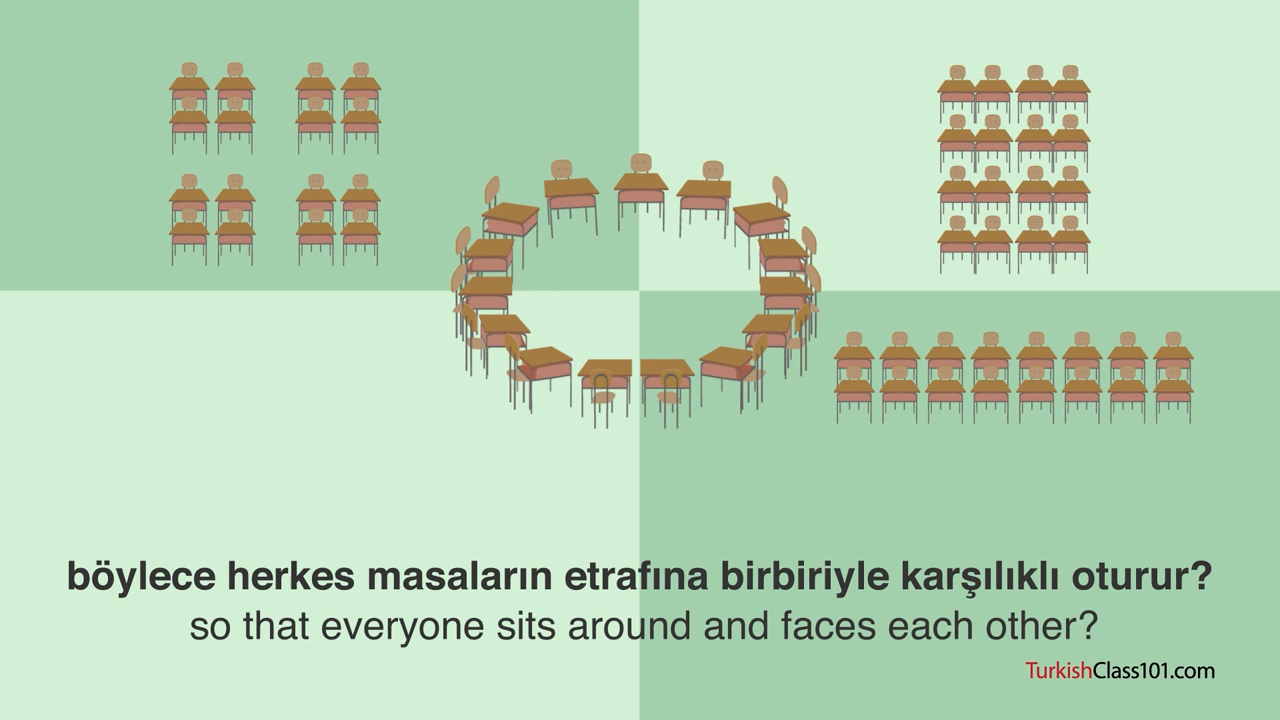 böylece herkes masaların etrafına birbiriyle karşılıklı oturur?
so that everyone sits around and faces each other?
TurkishClass101.com